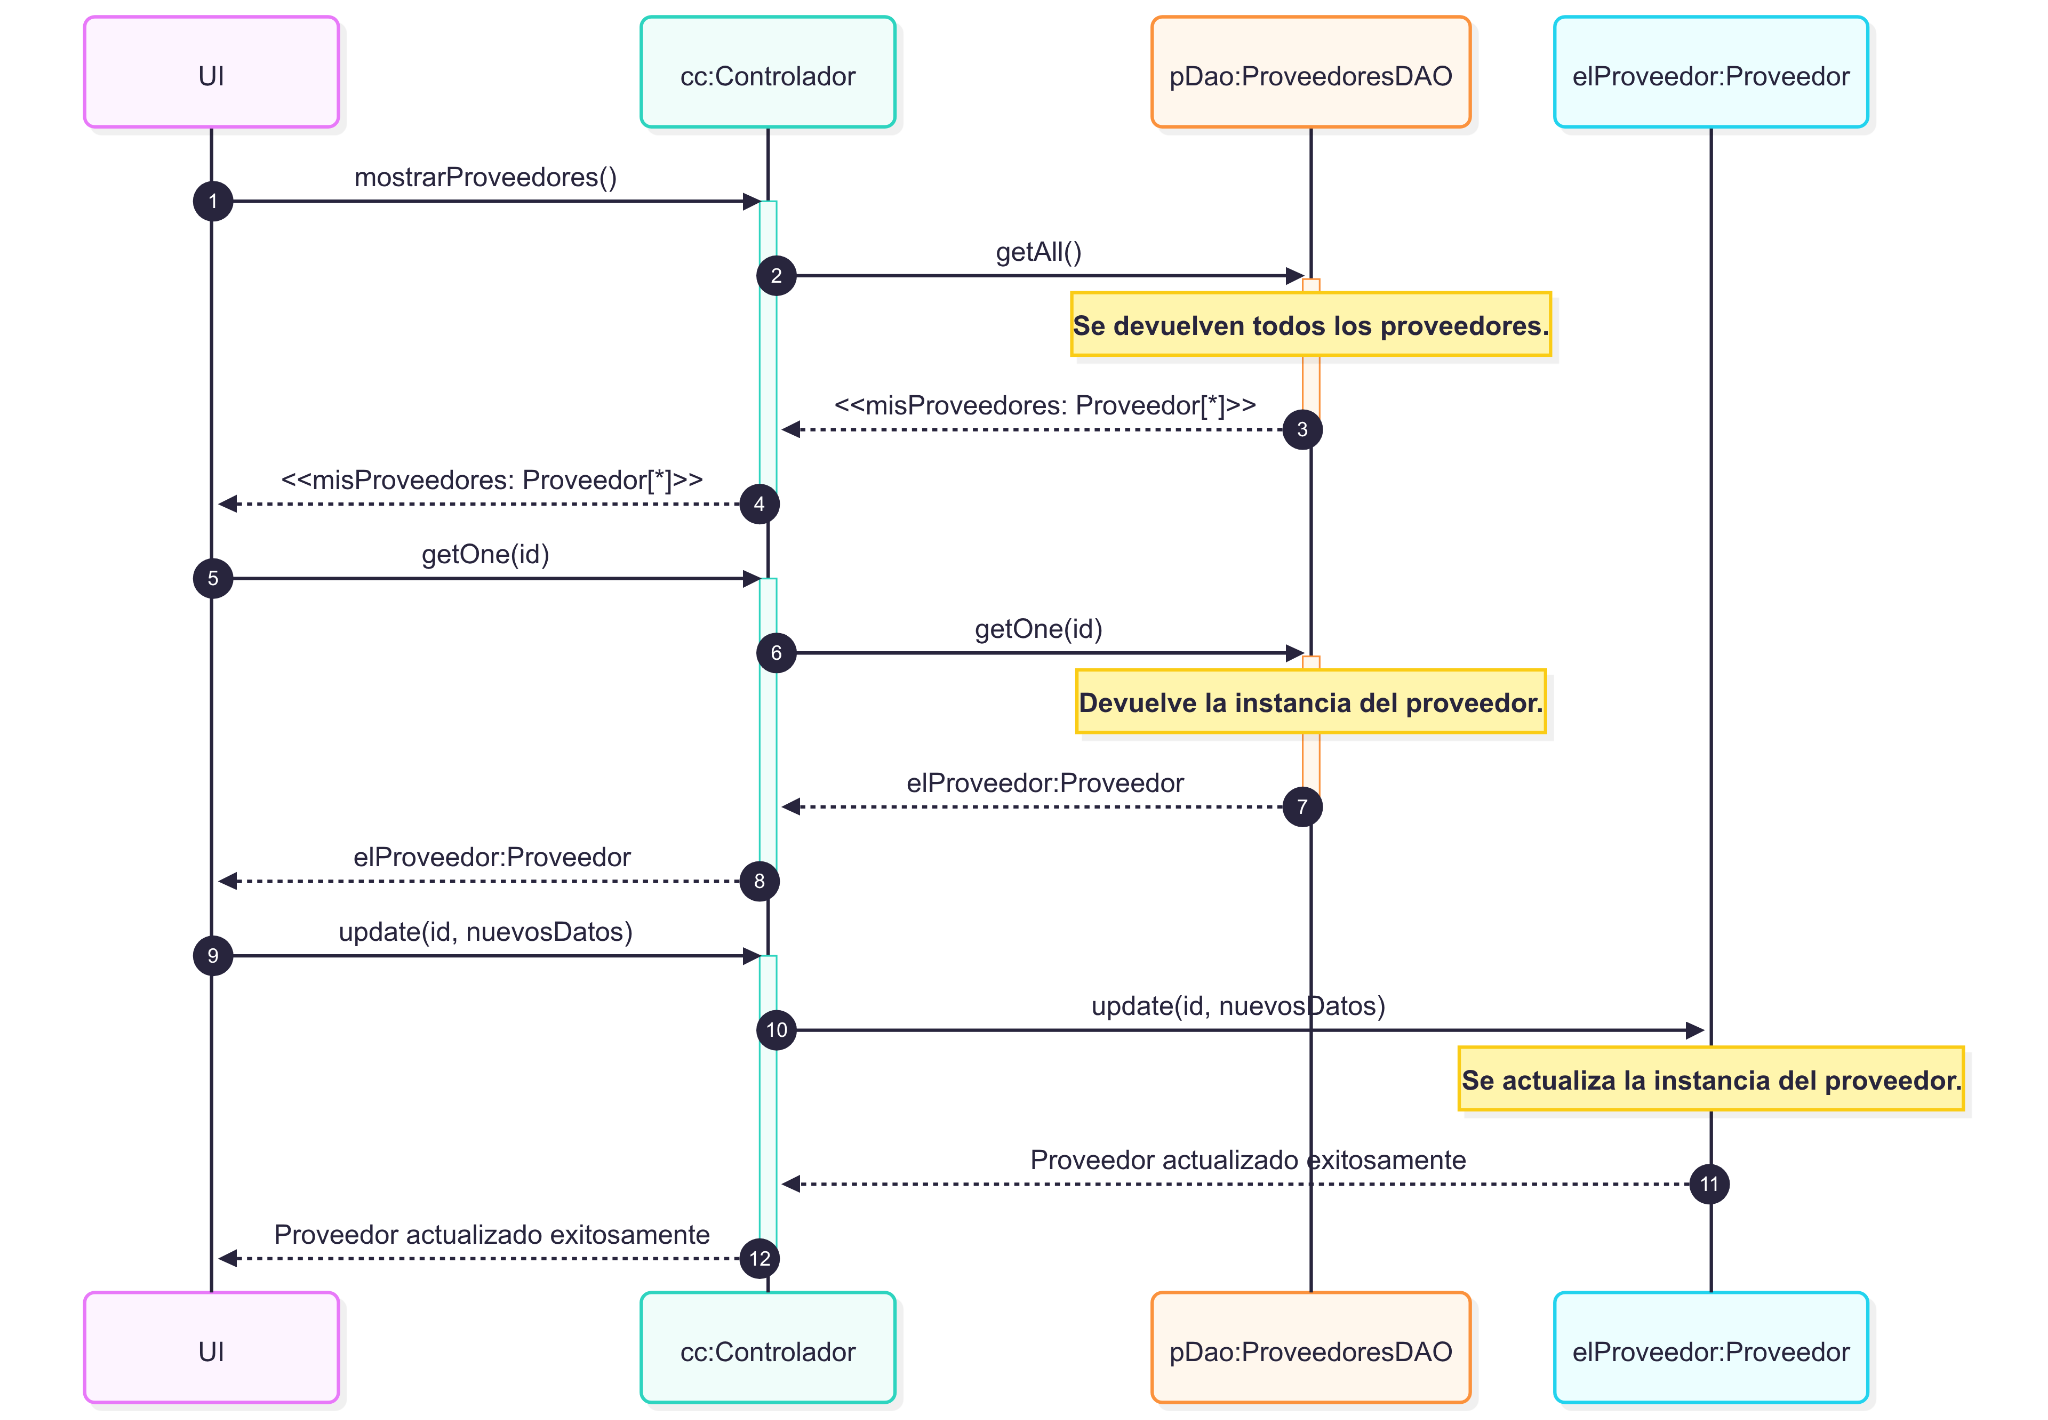 UI
cc:Controlador
pDao:ProveedoresDAO
elProveedor:Proveedor
mostrarProveedores()
1
getAll()
2
Se devuelven todos los proveedores.
<<misProveedores: Proveedor[*]>>
3
<<misProveedores: Proveedor[*]>>
4
getOne(id)
5
getOne(id)
6
Devuelve la instancia del proveedor.
elProveedor:Proveedor
7
elProveedor:Proveedor
8
update(id, nuevosDatos)
9
update(id, nuevosDatos)
10
Se actualiza la instancia del proveedor.
Proveedor actualizado exitosamente
11
Proveedor actualizado exitosamente
12
UI
cc:Controlador
pDao:ProveedoresDAO
elProveedor:Proveedor